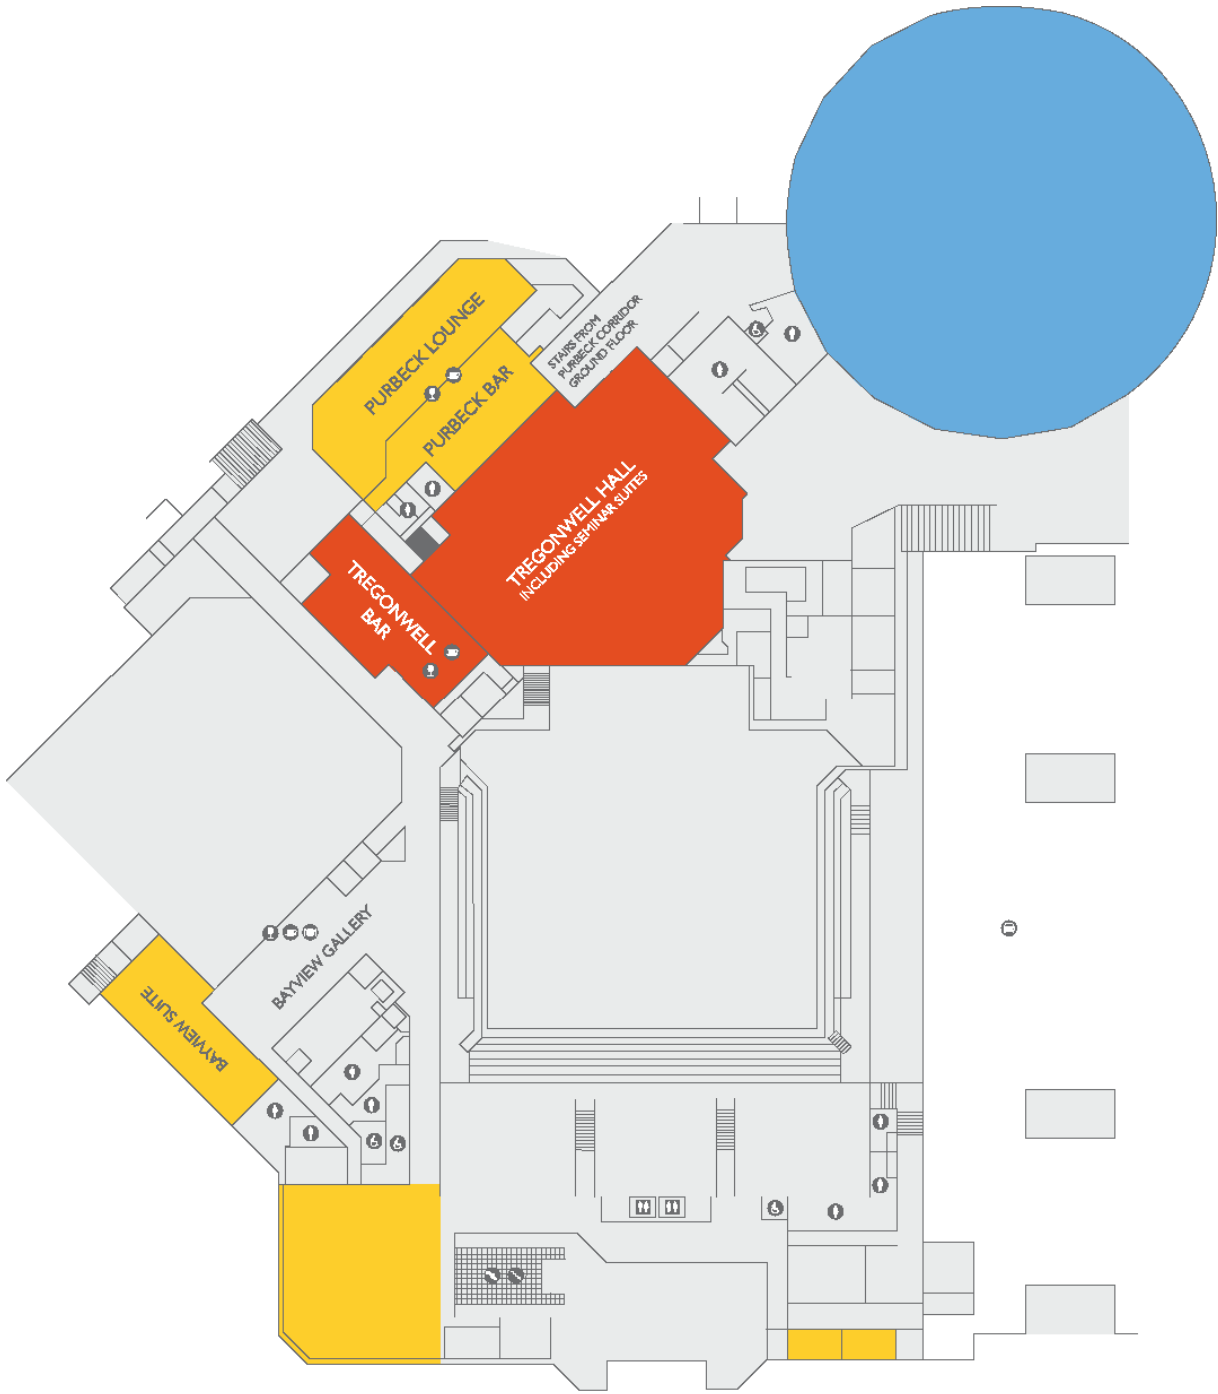 PURBECK LOUNGE
PURBECK BAR
STAIRS FROM
PURBECK CORRIDOR
GROUND FLOOR
TREGONWELL HALL
INCLUDING SEMINAR SUITES
TREGONWELL
BAR
BAYVIEW GALLERY
BAYVIEW SUITE